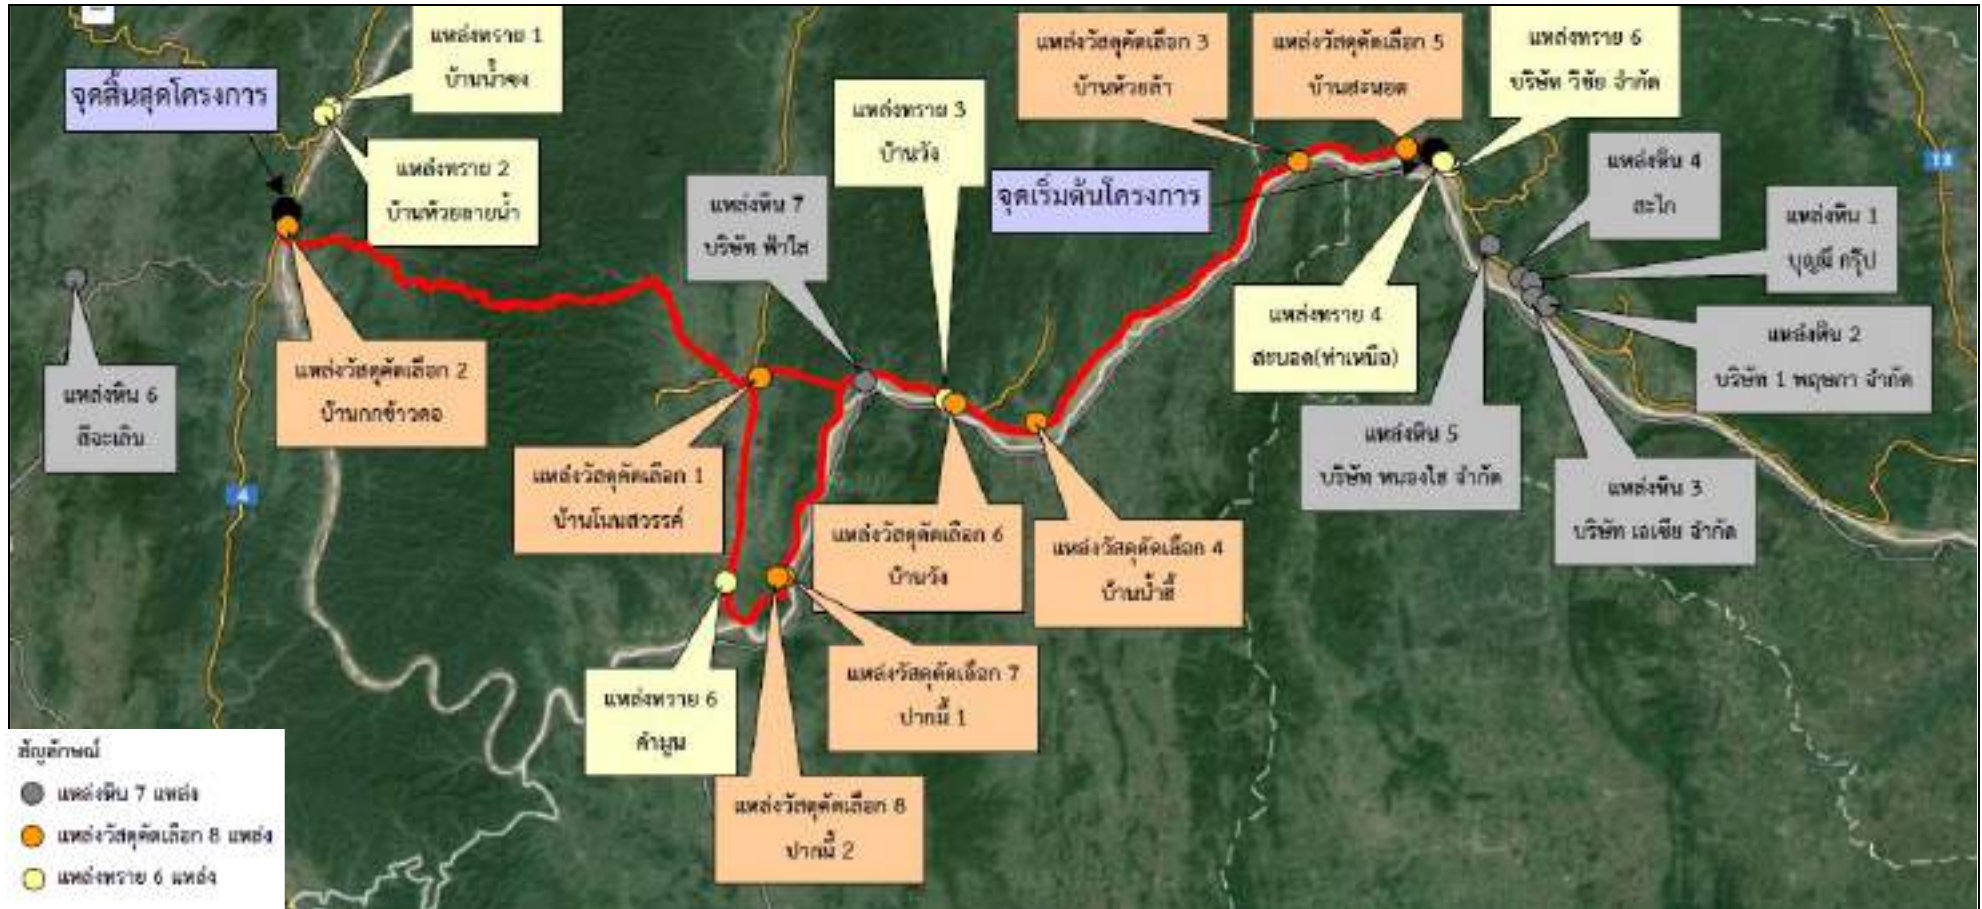 แหล่งทราย 1
บ้านน้ำซง
จุดสิ้นสุดโครงการ
แหล่งทราย 2
บ้านห้วยลายน้ำ
แหล่งหิน 6
สีจะเลิน
แหล่งวัสดุคัดเลือก 2
บ้านกกข้าวดอ
4
แหล่งหิน 7
บริษัท ฟ้าใส
แหล่งทราย 3
บ้านวัง
แหล่งวัสดุคัดเลือก 3
บ้านห้วยล้า
แหล่งวัสดุคัดเลือก 5
บ้านสะนอด
แหล่งทราย 6
บริษัท วิชัย จำกัด
จุดเริ่มต้นโครงการ
13
แหล่งหิน 4
สะไก
แหล่งหิน 1
บุญมี กรุ๊ป
แหล่งทราย 4
สะนอด(ท่าเหนือ)
แหล่งหิน 2
บริษัท 1 พฤษภา จำกัด
แหล่งหิน 5
บริษัท หนองใส จำกัด
แหล่งหิน 3
บริษัท เอเชีย จำกัด
แหล่งวัสดุคัดเลือก 1
บ้านโนนสวรรค์
แหล่งวัสดุคัดเลือก 6
บ้านวัง
แหล่งวัสดุคัดเลือก 4
บ้านน้ำฮี้
แหล่งทราย 6
คำมูน
แหล่งวัสดุคัดเลือก 7
ปากมี้ 1
แหล่งวัสดุคัดเลือก 8
ปากมี้ 2
สัญลักษณ์
แหล่งหิน 7 แหล่ง
แหล่งวัสดุคัดเลือก 8 แหล่ง
แหล่งทราย 6 แหล่ง